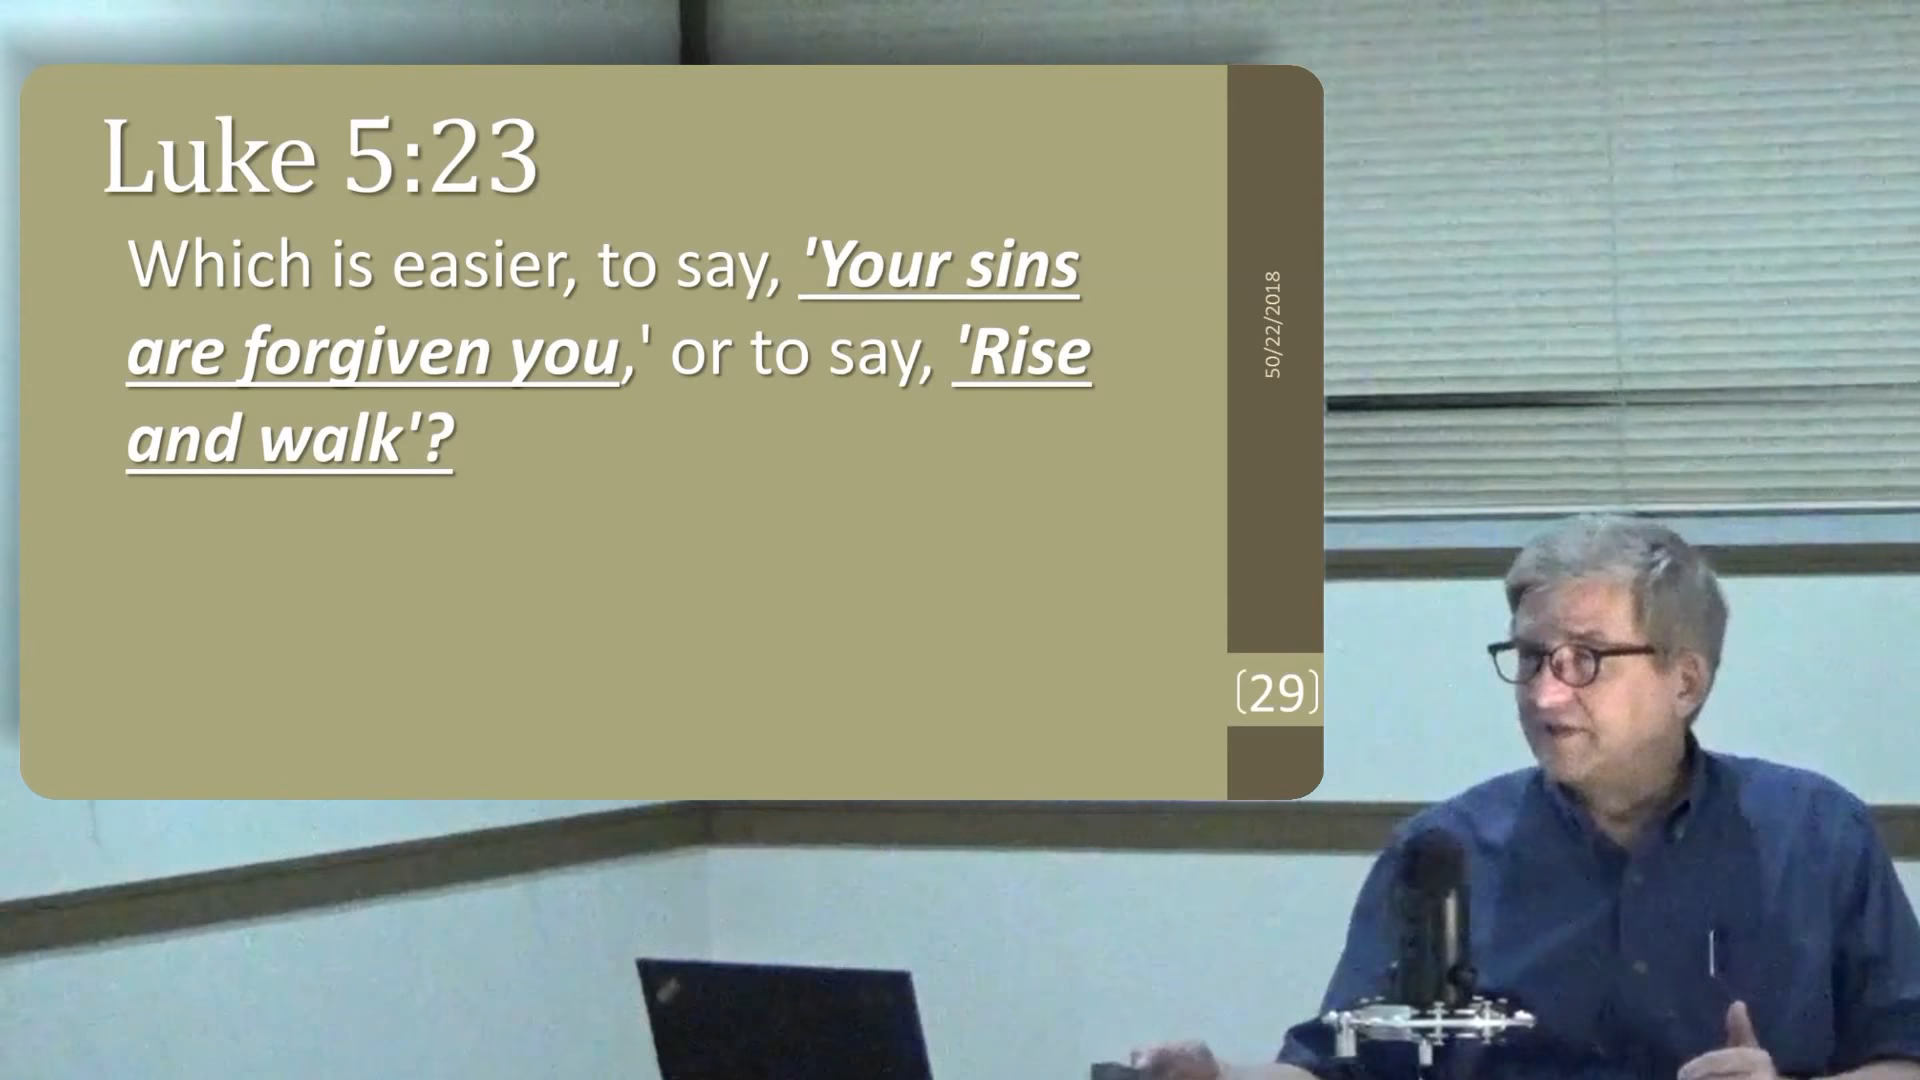 Luke 5:23
Which is easier, to say, 'Your sins
are forgiven you,' or to say, 'Rise
and walk'?
50/22/2018
(29)